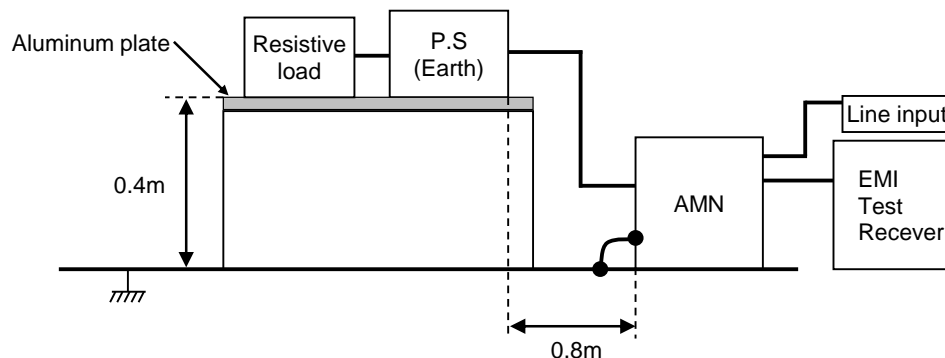 Aluminum plate
Resistive
load
P.S
(Earth)
Line input
0.4m
AMN
EMI
Test
Recever
0.8m